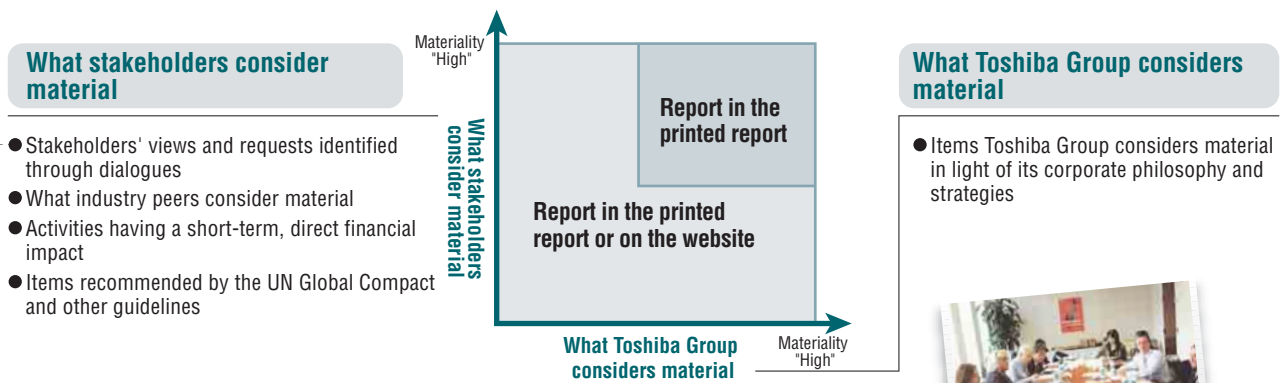 What stakeholders consider
material
● Stakeholders' views and requests identified
through dialogues
● What industry peers consider material
● Activities having a short-term, direct financial
impact
● Items recommended by the UN Global Compact
and other guidelines
Materiality
"High"
What stakeholders
consider material
Report in the
printed report
Report in the printed
report or on the website
What Toshiba Group
considers material
Materiality
"High"
What Toshiba Group considers
material
● Items Toshiba Group considers material
in light of its corporate philosophy and
strategies